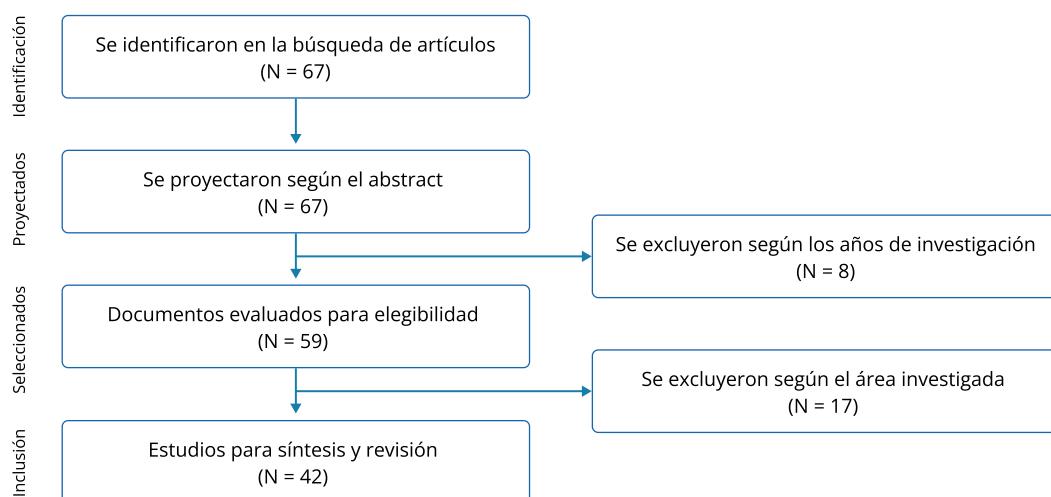 Identificación
Se identificaron en la búsqueda de artículos
(N = 67)
Proyectados
Se proyectaron según el abstract
(N = 67)
Se excluyeron según los años de investigación
(N = 8)
Seleccionados
Documentos evaluados para elegibilidad
(N = 59)
Se excluyeron según el área investigada
(N = 17)
Inclusión
Estudios para síntesis y revisión
(N = 42)